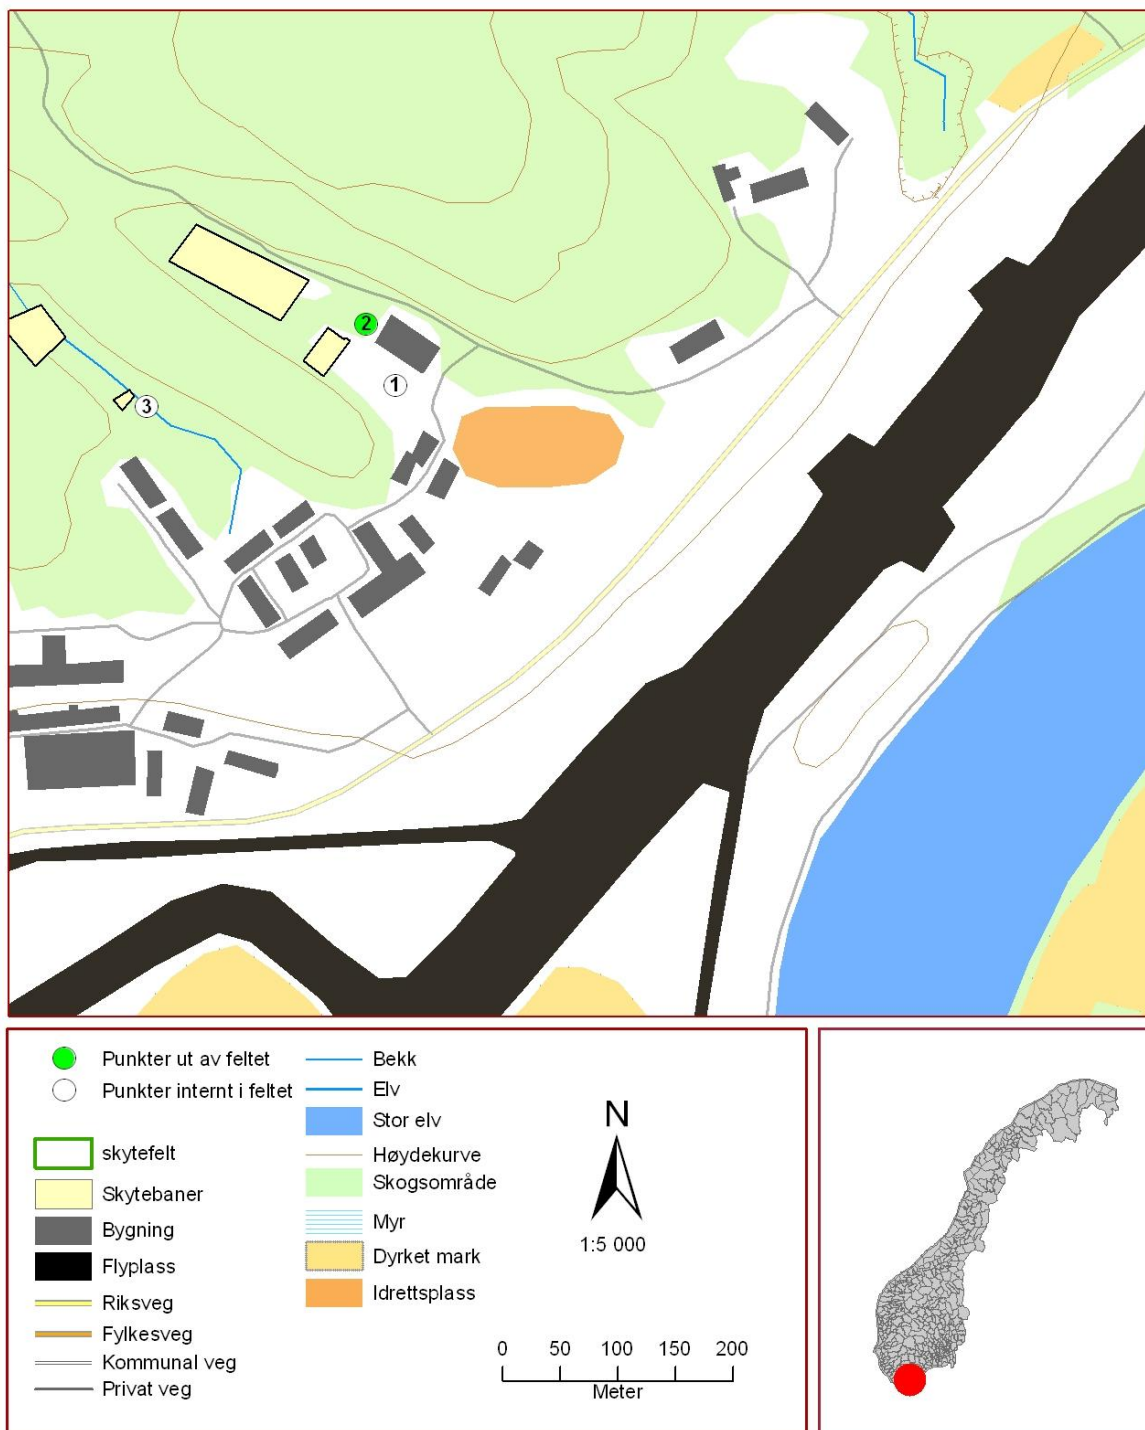 2
1
3
Punkter ut av feltet
Punkter internt i feltet
skytefelt
Skytebaner
Bygning
Flyplass
Riksveg
Fylkesveg
Kommunal veg
Privat veg
Bekk
Elv
Stor elv
Høydekurve
Skogsområde
Myr
Dyrket mark
Idrettsplass
N
1:5 000
0 50 100 150 200
Meter